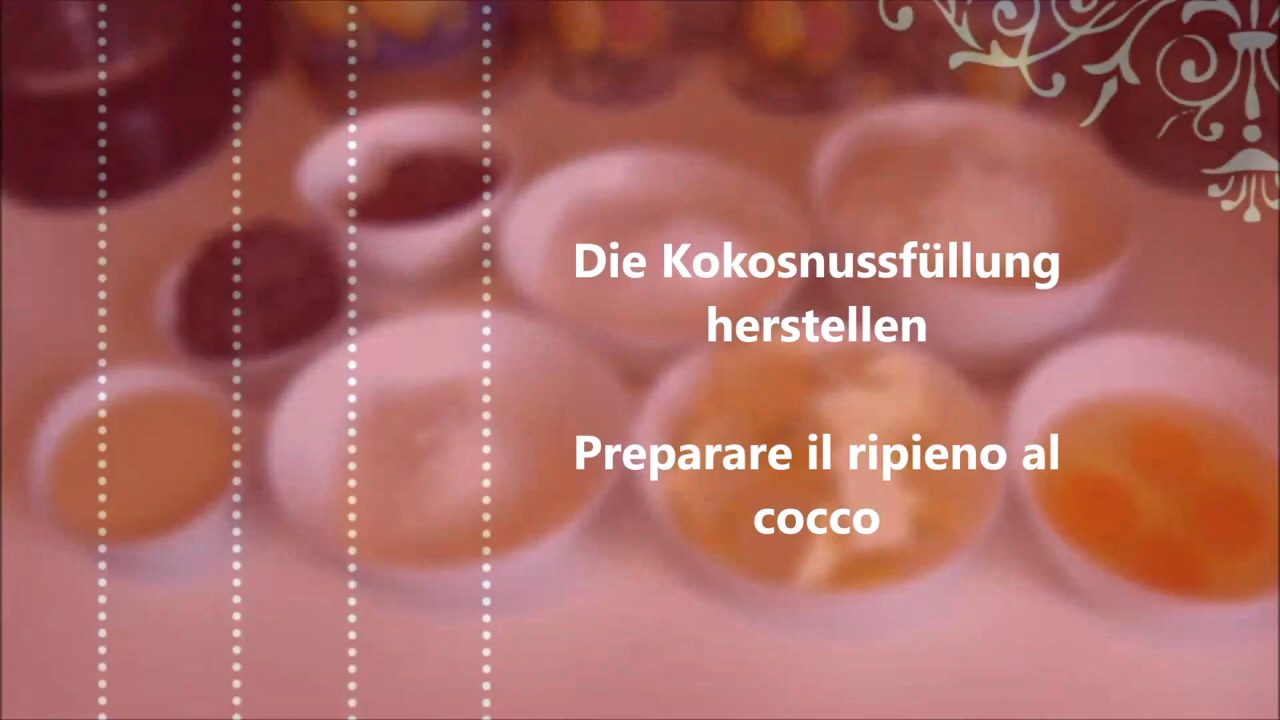 Die Kokosnussfüllung
herstellen
Preparare il ripieno al
cocco